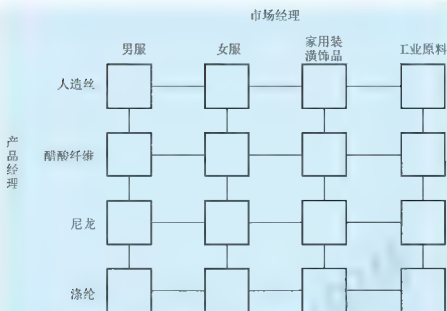 市场经理
男服
女服
家用装
潢饰品
工业原料
人造丝
产品经理
醋酸纤维
尼龙
涤纶